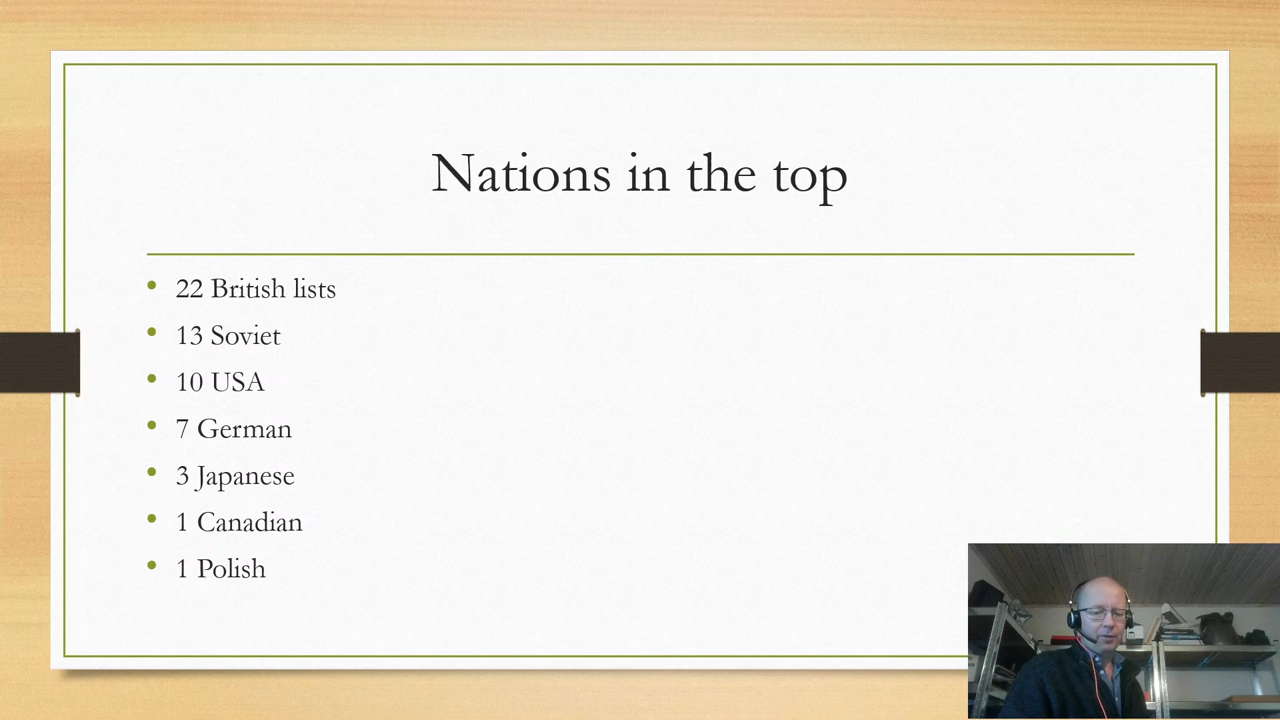 Nations in the top
• 22 British lists
• 13 Soviet
• 10 USA
• 7 German
• 3 Japanese
• 1 Canadian
• 1 Polish